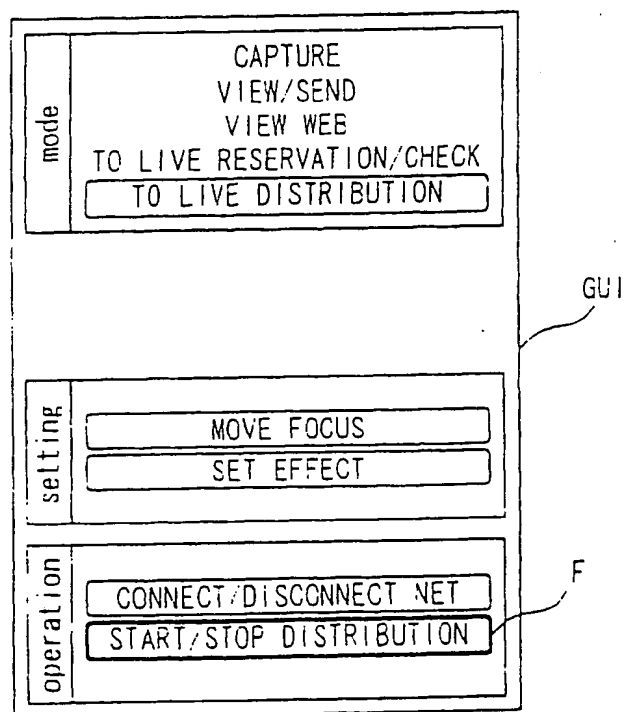 mode
CAPTURE
VIEW/SEND
VIEW WEB
TO LIVE RESERVATION/CHECK
TO LIVE DISTRIBUTION
GUI
setting
MOVE FOCUS
SET EFFECT
operation
CONNECT/DISCONNECT NET
START/STOP DISTRIBUTION
F